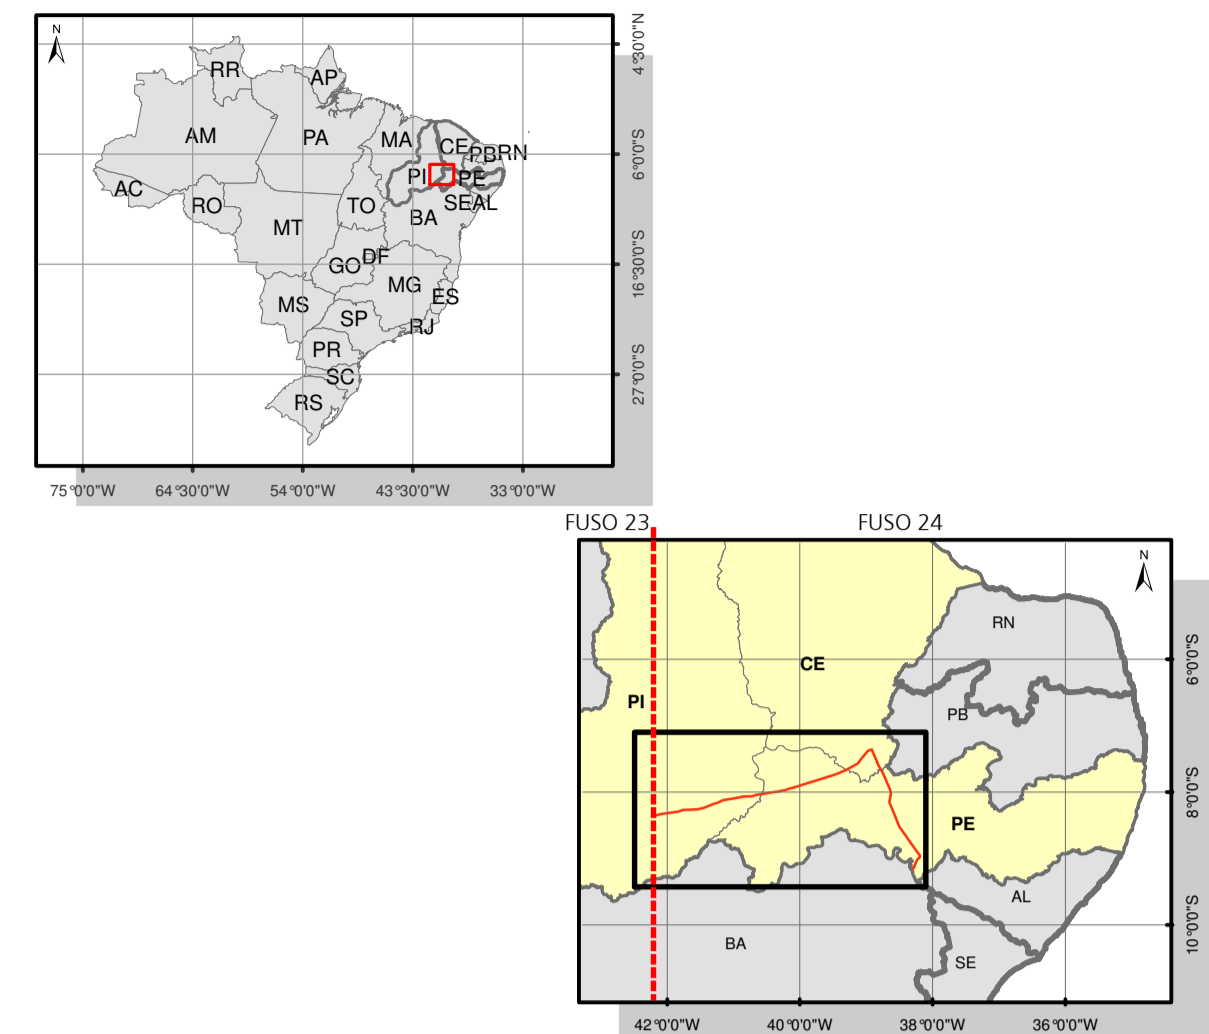 N
4°30'0"N
RR
AP
AM
PA
MA
CE
RN
PB
6°0'0"S
PI
PE
AC
RO
TO
SE
AL
BA
MT
DF
GO
16°30'0"S
MG
MS
ES
SP
RJ
PR
SC
27°0'0"S
RS
75°0'0"W 64°30'0"W 54°0'0"W 43°30'0"W 33°0'0"W
FUSO 23 FUSO 24
N
RN
6°0'0"S
CE
PI
PB
8°0'0"S
PE
AL
10°0'0"S
BA
SE
42°0'0"W 40°0'0"W 38°0'0"W 36°0'0"W